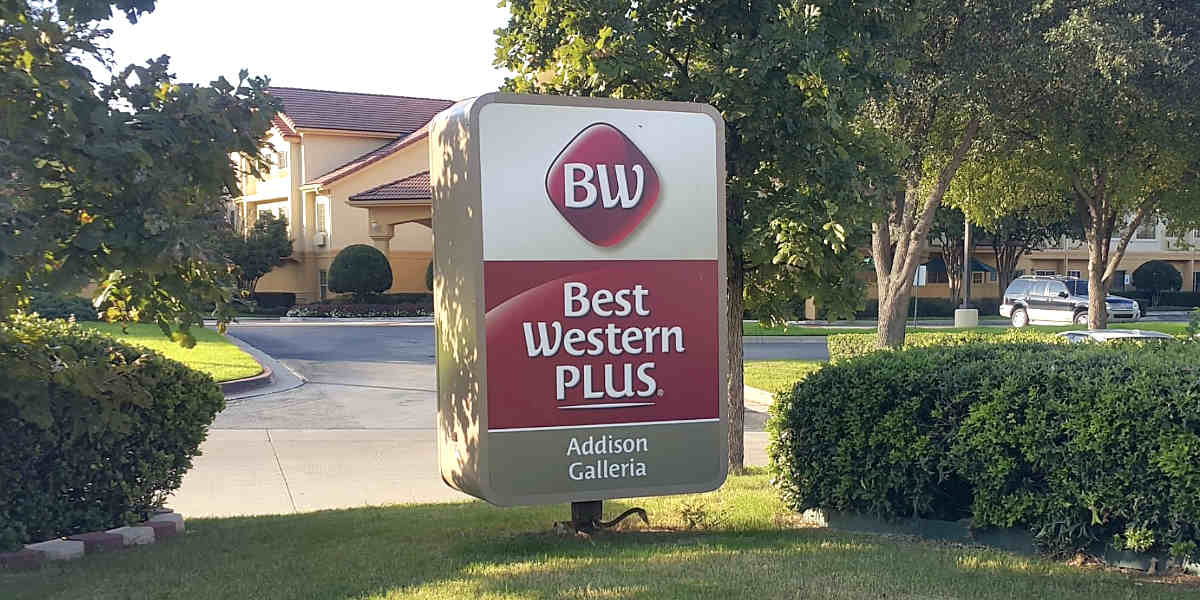 BW
Best
Western
PLUS®
Addison
Galleria